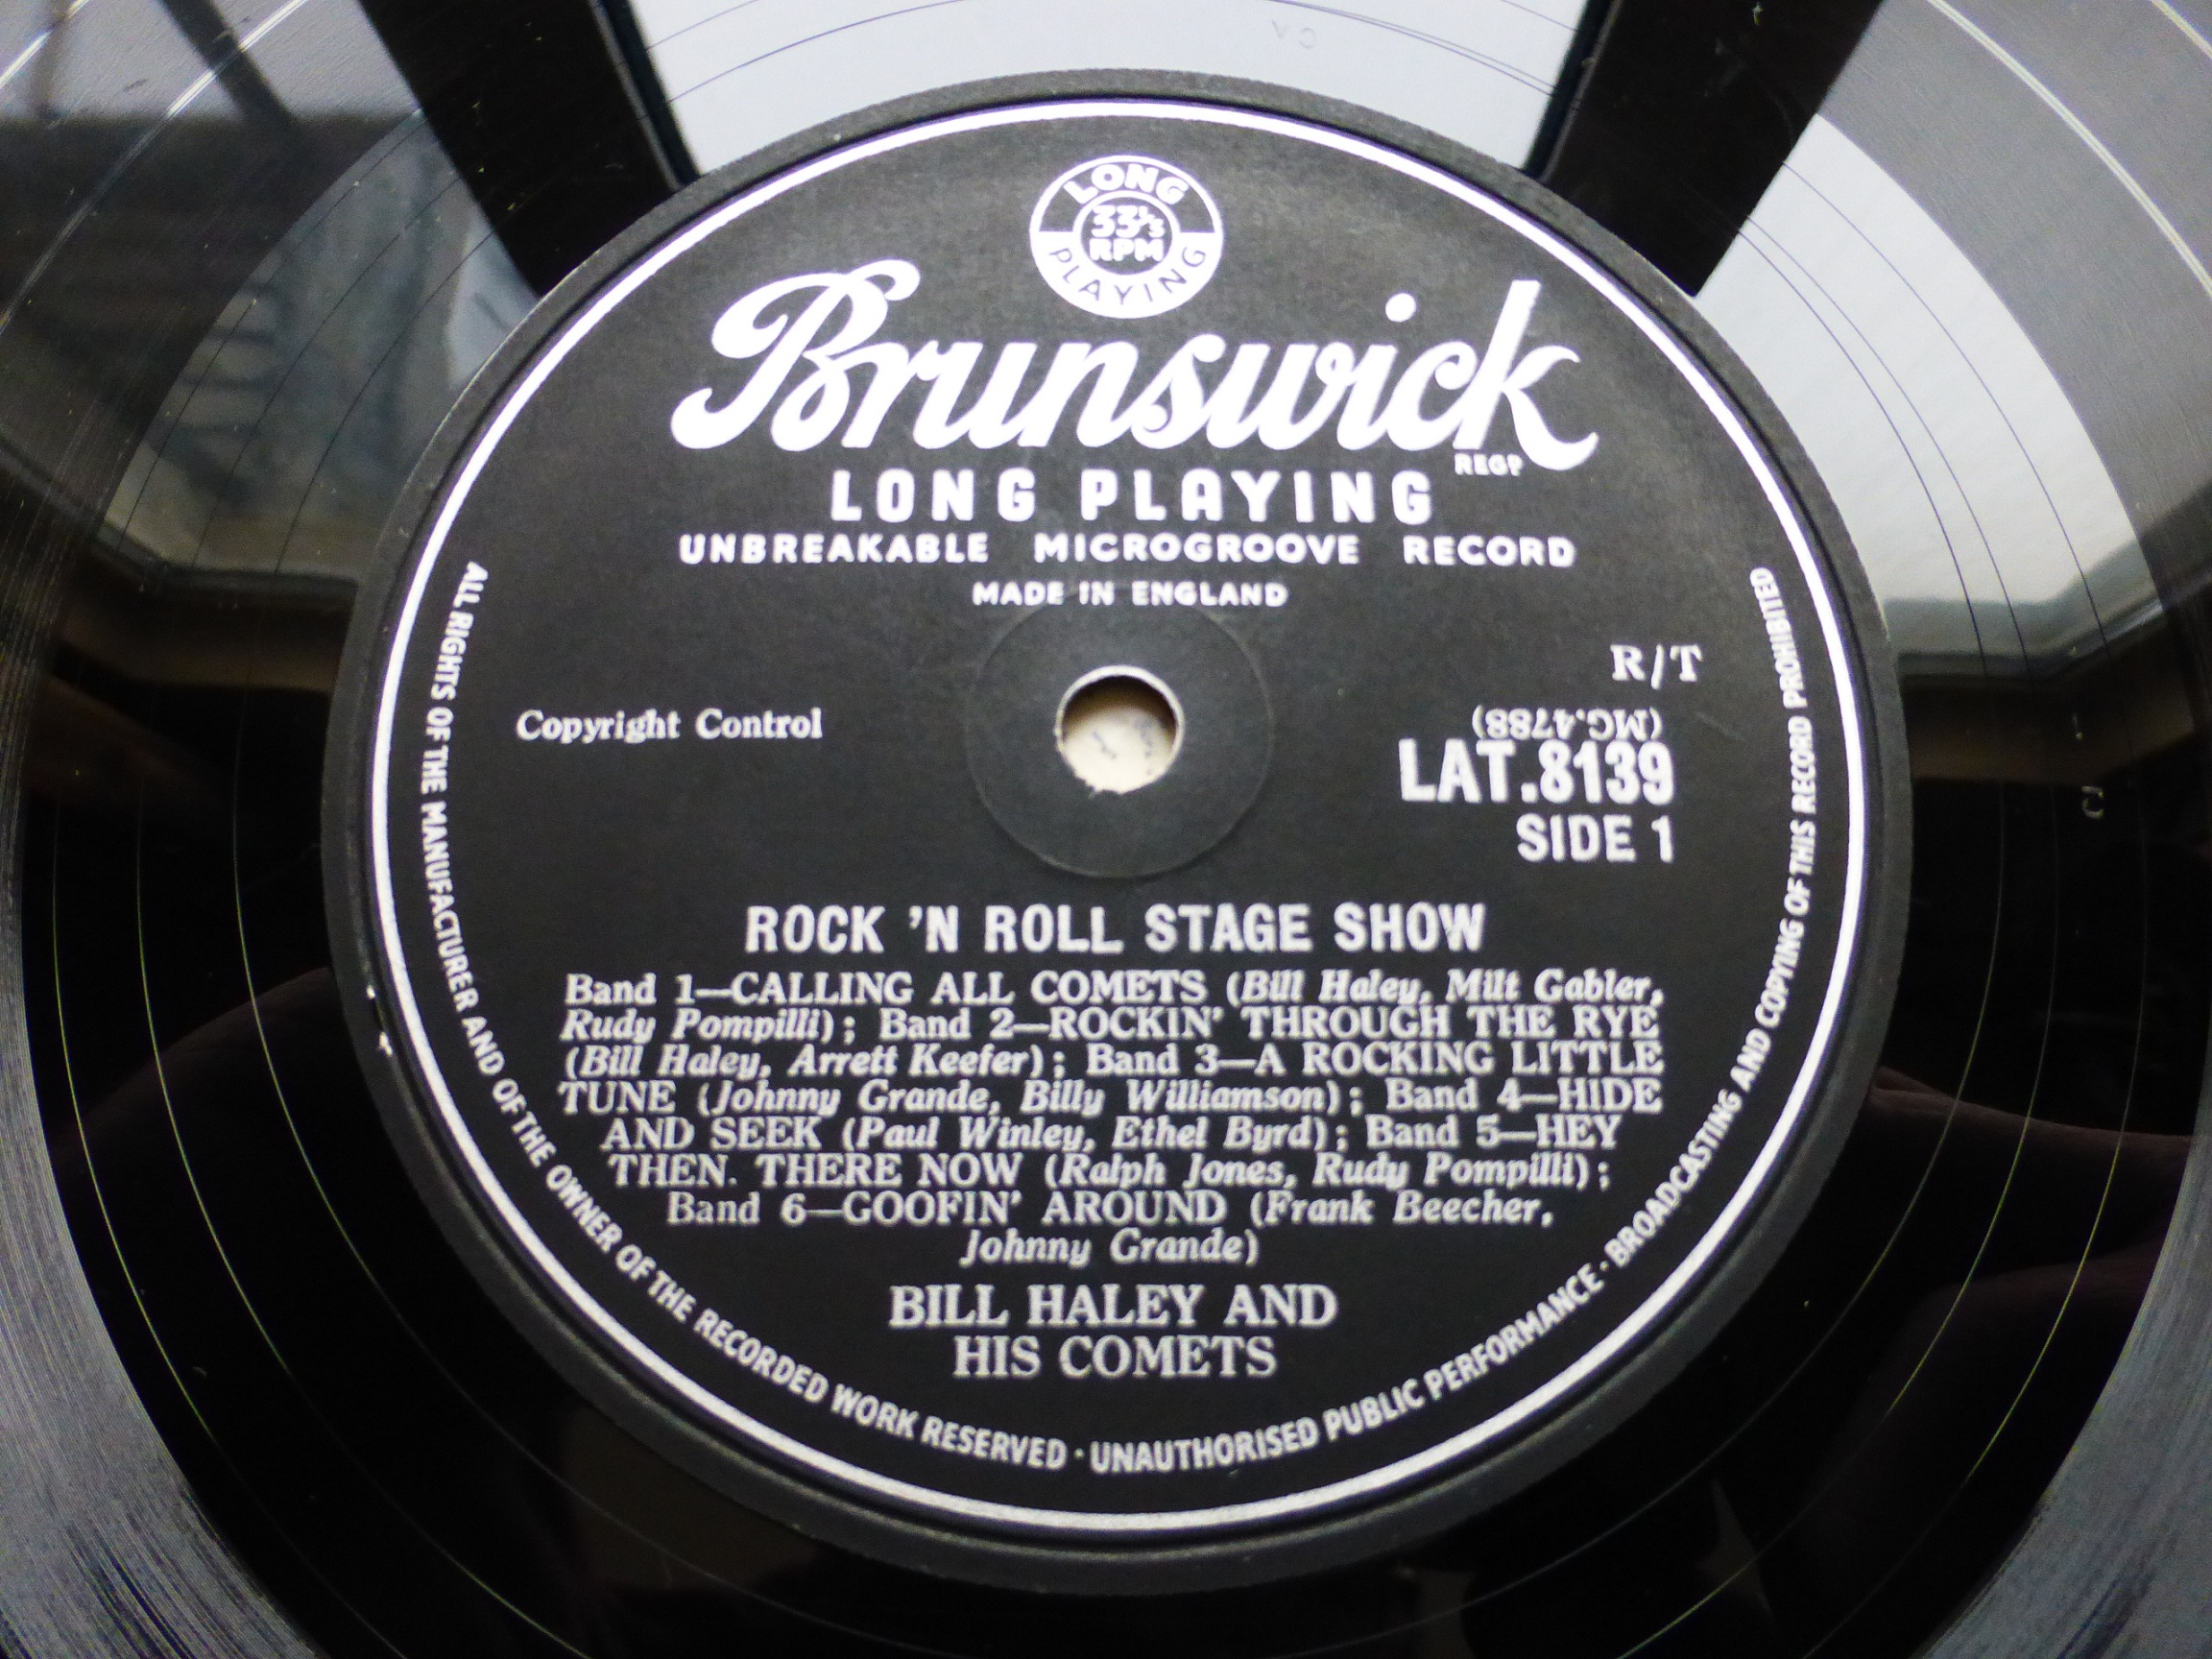 LONG
33⅓
RPM
PLAYING
Brunswick
REGD
LONG PLAYING
UNBREAKABLE MICROGROOVE RECORD
MADE IN ENGLAND
R/T
Copyright Control
(MG.4788)
LAT.8139
SIDE 1
ROCK 'N ROLL STAGE SHOW
Band 1—CALLING ALL COMETS (Bill Haley, Milt Gabler,
Rudy Pompilli); Band 2—ROCKIN' THROUGH THE RYE
(Bill Haley, Arrett Keefer); Band 3—A ROCKING LITTLE
TUNE (Johnny Grande, Billy Williamson); Band 4—HIDE
AND SEEK (Paul Winley, Ethel Byrd); Band 5—HEY
THEN. THERE NOW (Ralph Jones, Rudy Pompilli);
Band 6—GOOFIN' AROUND (Frank Beecher,
Johnny Grande)
BILL HALEY AND
HIS COMETS
ALL RIGHTS OF THE MANUFACTURER AND OF THE OWNER OF THE RECORDED WORK RESERVED · UNAUTHORISED PUBLIC PERFORMANCE · BROADCASTING AND COPYING OF THIS RECORD PROHIBITED